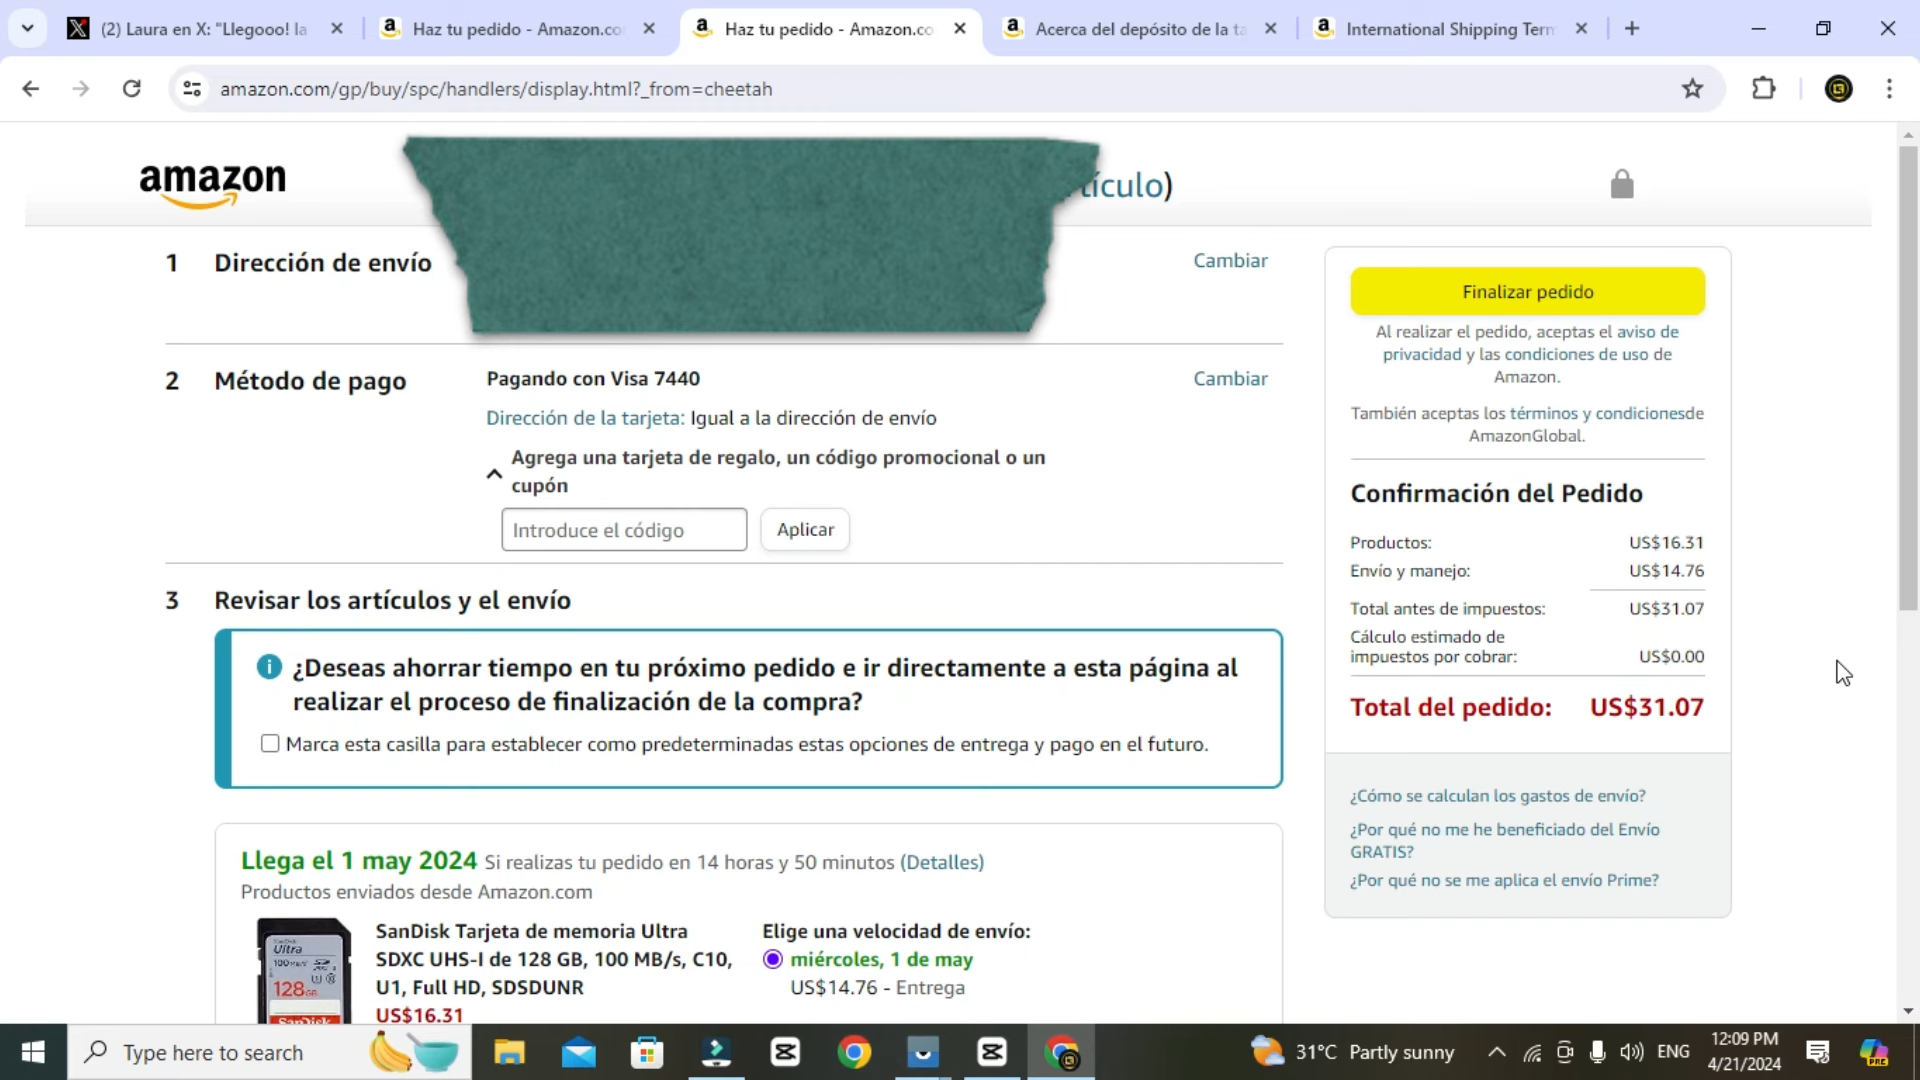 (2) Laura en X: "Llegooo! la
Haz tu pedido - Amazon.co
Haz tu pedido - Amazon.co
Acerca del depósito de la ta
International Shipping Term
amazon.com/gp/buy/spc/handlers/display.html?_from=cheetah
amazon
tículo)
1 Dirección de envío
Cambiar
2 Método de pago
Pagando con Visa 7440
Cambiar
Dirección de la tarjeta: Igual a la dirección de envío
Agrega una tarjeta de regalo, un código promocional o un
cupón
Introduce el código
Aplicar
3 Revisar los artículos y el envío
¿Deseas ahorrar tiempo en tu próximo pedido e ir directamente a esta página al
realizar el proceso de finalización de la compra?
Marca esta casilla para establecer como predeterminadas estas opciones de entrega y pago en el futuro.
Llega el 1 may 2024 Si realizas tu pedido en 14 horas y 50 minutos (Detalles)
Productos enviados desde Amazon.com
SanDisk Tarjeta de memoria Ultra
SDXC UHS-I de 128 GB, 100 MB/s, C10,
U1, Full HD, SDSDUNR
US$16.31
Ultra
128GB
SanDisk
Elige una velocidad de envío:
miércoles, 1 de may
US$14.76 - Entrega
Finalizar pedido
Al realizar el pedido, aceptas el aviso de
privacidad y las condiciones de uso de
Amazon.
También aceptas los términos y condicionesde
AmazonGlobal.
Confirmación del Pedido
Productos: US$16.31
Envío y manejo: US$14.76
Total antes de impuestos: US$31.07
Cálculo estimado de
impuestos por cobrar: US$0.00
Total del pedido: US$31.07
¿Cómo se calculan los gastos de envío?
¿Por qué no me he beneficiado del Envío
GRATIS?
¿Por qué no se me aplica el envío Prime?
Type here to search
31°C Partly sunny
ENG
12:09 PM
4/21/2024
PRE